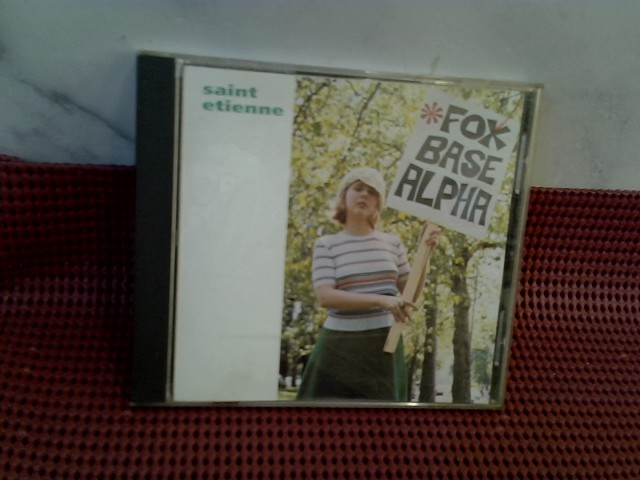 saint
etienne
*FOX
BASE
ALPHA